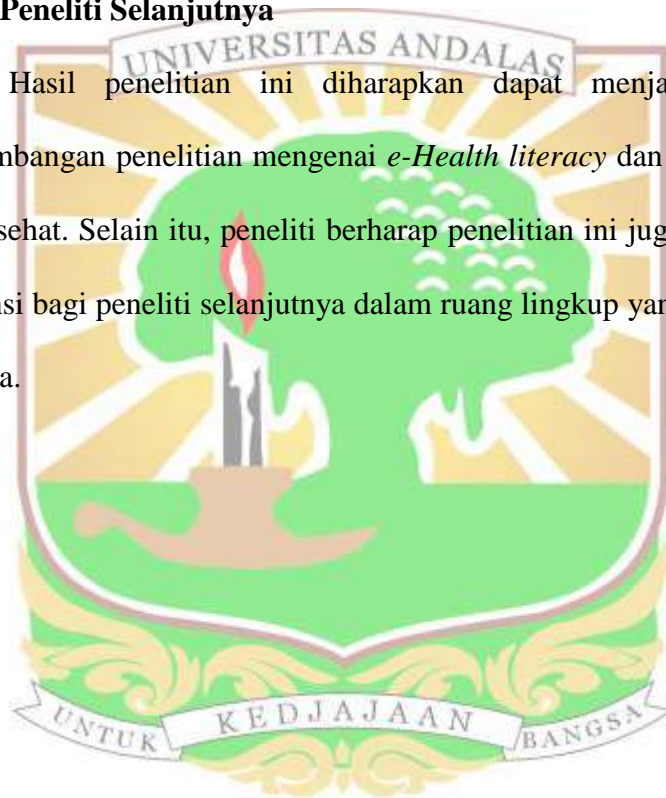 Peneliti Selanjutnya
UNIVERSITAS ANDALAS
Hasil penelitian ini diharapkan dapat menja
mbangan penelitian mengenai e-Health literacy dan
sehat. Selain itu, peneliti berharap penelitian ini jug
nsi bagi peneliti selanjutnya dalam ruang lingkup yan
a.
UNTUK KEDJAJAAN BANGSA